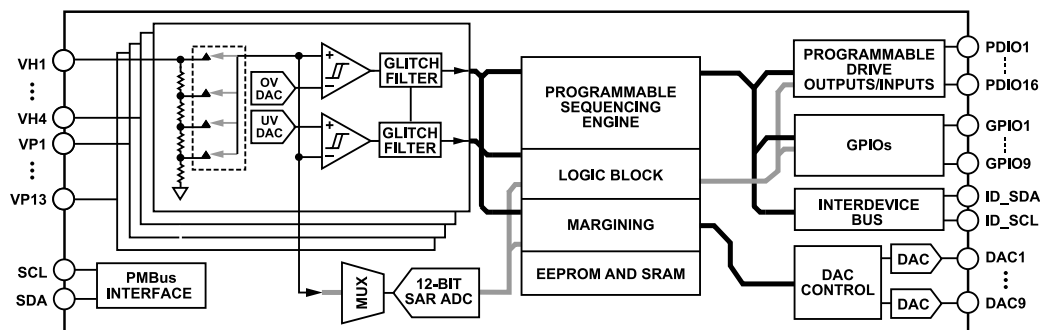 VH1
VH4
VP1
VP13
SCL
SDA
PMBus
INTERFACE
+
−
OV
DAC
UV
DAC
+
−
GLITCH
FILTER
GLITCH
FILTER
MUX
12-BIT
SAR ADC
PROGRAMMABLE
SEQUENCING
ENGINE
LOGIC BLOCK
MARGINING
EEPROM AND SRAM
PROGRAMMABLE
DRIVE
OUTPUTS/INPUTS
GPIOs
INTERDEVICE
BUS
DAC
CONTROL
DAC
DAC
PDIO1
PDIO16
GPIO1
GPIO9
ID_SDA
ID_SCL
DAC1
DAC9